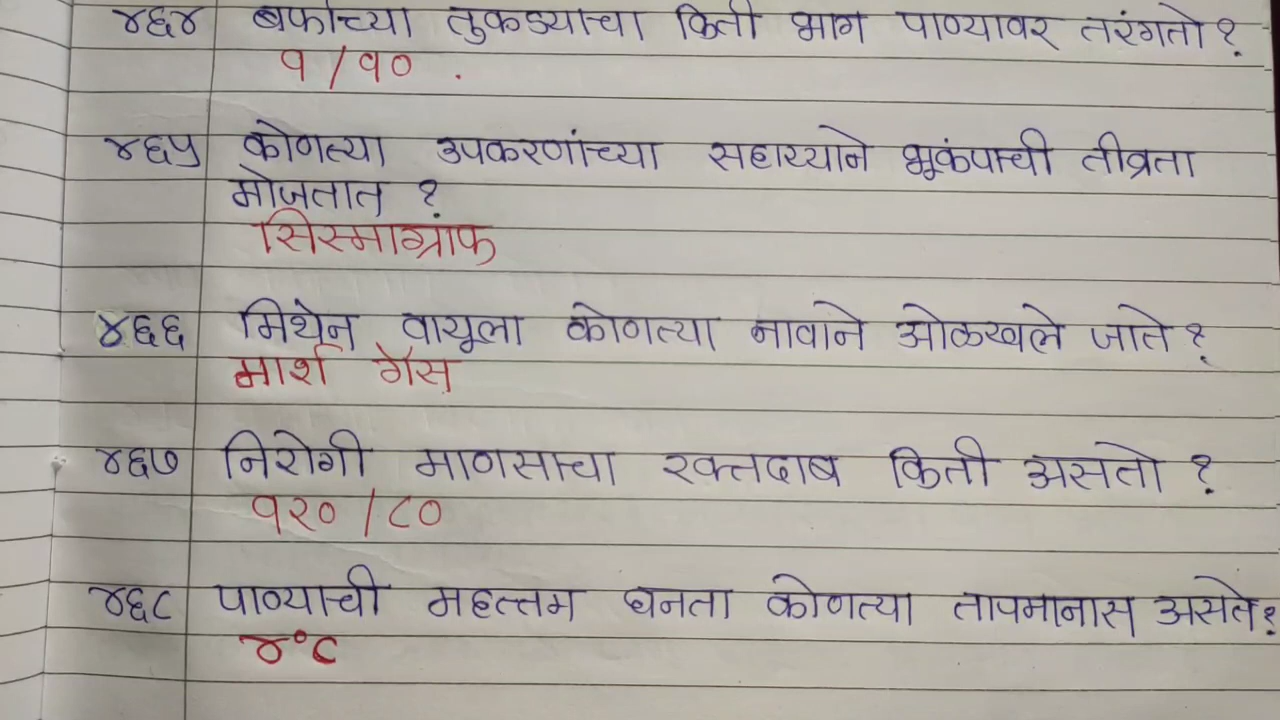 ४६४ बर्फाच्या तुकड्याचा किती भाग पाण्यावर तरंगतो?
१/१०.
४६५ कोणत्या उपकरणांच्या सहाय्याने भूकंपाची तीव्रता
मोजतात ?
सिस्माग्राफ
४६६ मिथेन वायूला कोणत्या नावाने ओळखले जाते ?
मार्श गॅस
४६७ निरोगी माणसाचा रक्तदाब किती असतो ?
१२०/८०
४६८ पाण्याची महत्तम घनता कोणत्या तापमानास असते?
४°C